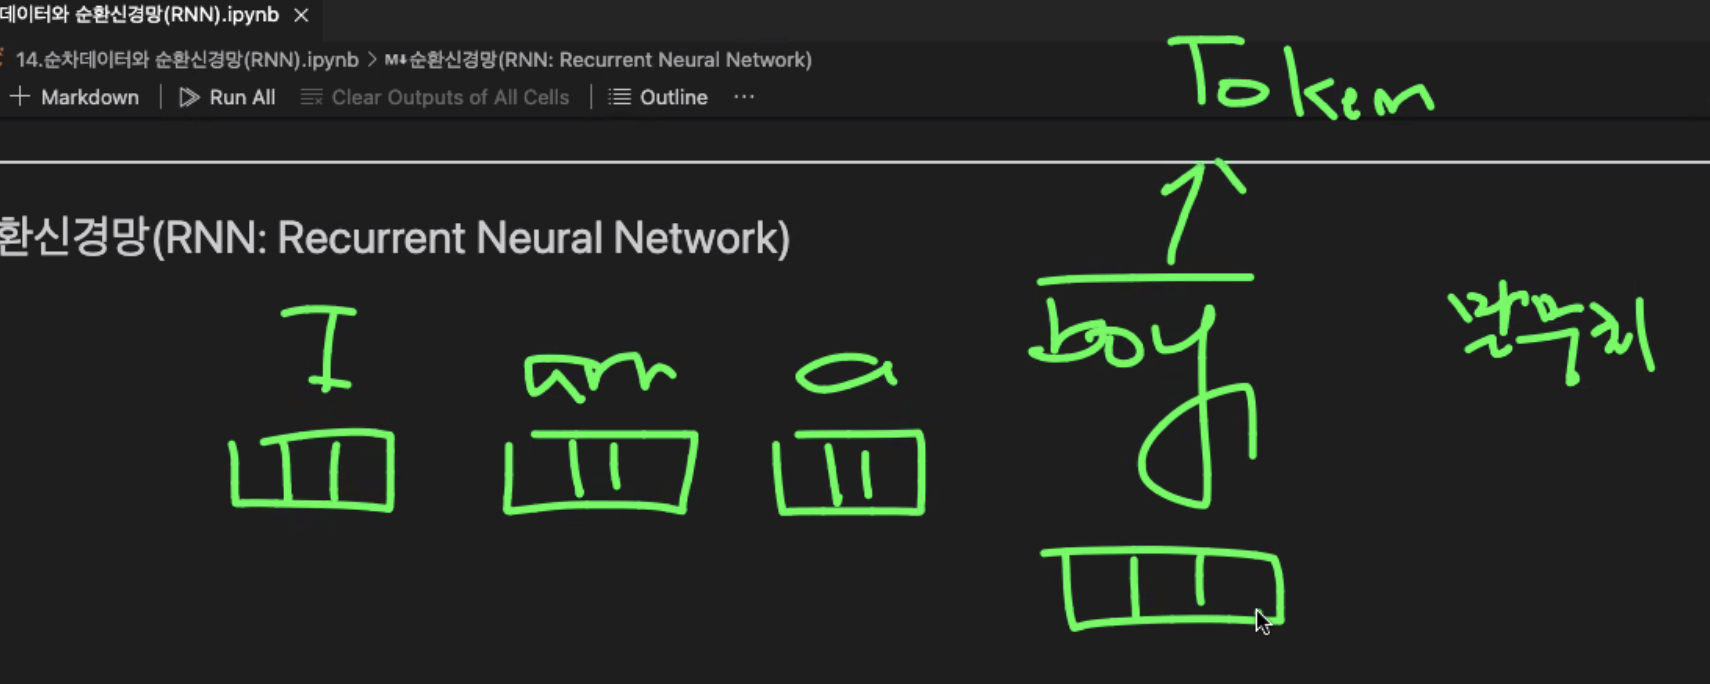 데이터와 순환신경망(RNN).ipynb ×
14.순차데이터와 순환신경망(RNN).ipynb > M↓순환신경망(RNN: Recurrent Neural Network)
+ Markdown | Run All Clear Outputs of All Cells | Outline ...
Token
환신경망(RNN: Recurrent Neural Network)
I am a boy
말뭉치